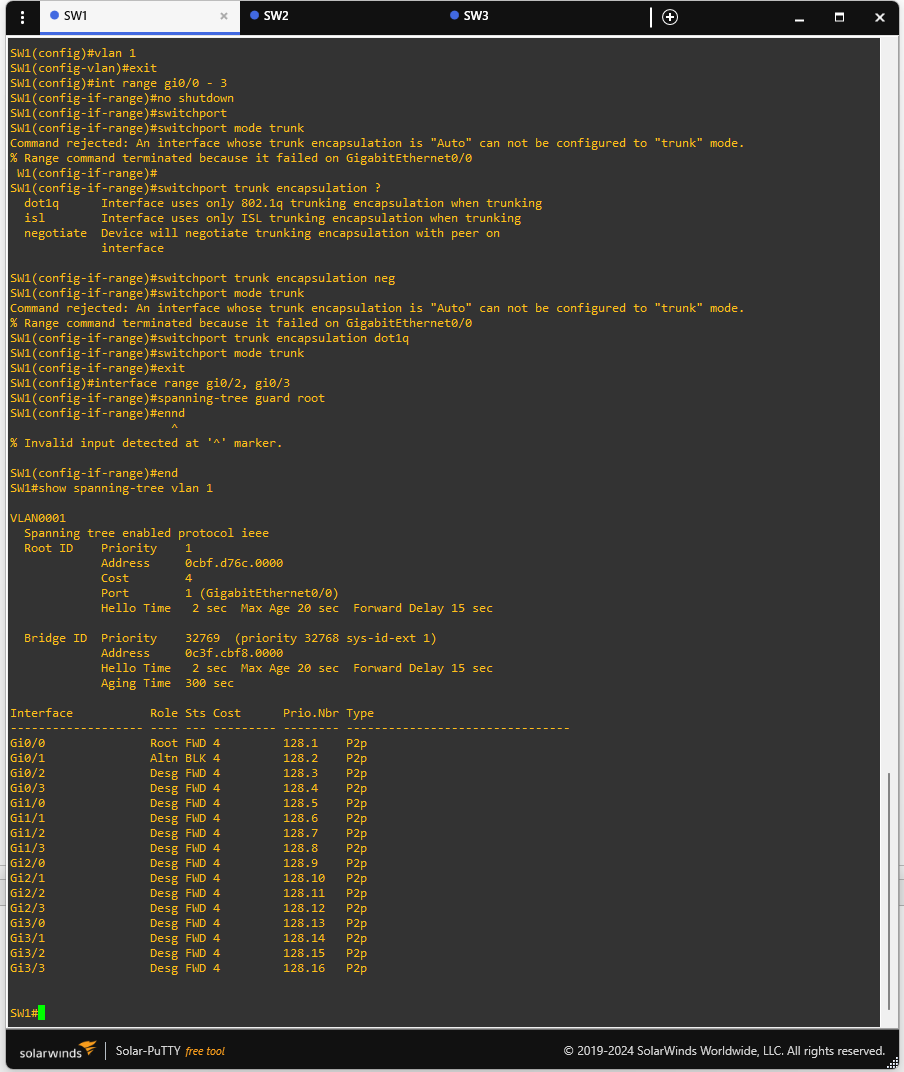 SW1
SW2
SW3
SW1(config)#vlan 1
SW1(config-vlan)#exit
SW1(config)#int range gi0/0 - 3
SW1(config-if-range)#no shutdown
SW1(config-if-range)#switchport
SW1(config-if-range)#switchport mode trunk
Command rejected: An interface whose trunk encapsulation is "Auto" can not be configured to "trunk" mode.
% Range command terminated because it failed on GigabitEthernet0/0
 W1(config-if-range)#
SW1(config-if-range)#switchport trunk encapsulation ?
  dot1q      Interface uses only 802.1q trunking encapsulation when trunking
  isl        Interface uses only ISL trunking encapsulation when trunking
  negotiate  Device will negotiate trunking encapsulation with peer on
             interface
SW1(config-if-range)#switchport trunk encapsulation neg
SW1(config-if-range)#switchport mode trunk
Command rejected: An interface whose trunk encapsulation is "Auto" can not be configured to "trunk" mode.
% Range command terminated because it failed on GigabitEthernet0/0
SW1(config-if-range)#switchport trunk encapsulation dot1q
SW1(config-if-range)#switchport mode trunk
SW1(config-if-range)#exit
SW1(config)#interface range gi0/2, gi0/3
SW1(config-if-range)#spanning-tree guard root
SW1(config-if-range)#ennd
                       ^
% Invalid input detected at '^' marker.
SW1(config-if-range)#end
SW1#show spanning-tree vlan 1
VLAN0001
  Spanning tree enabled protocol ieee
  Root ID    Priority    1
             Address     0cbf.d76c.0000
             Cost        4
             Port        1 (GigabitEthernet0/0)
             Hello Time   2 sec  Max Age 20 sec  Forward Delay 15 sec
  Bridge ID  Priority    32769  (priority 32768 sys-id-ext 1)
             Address     0c3f.cbf8.0000
             Hello Time   2 sec  Max Age 20 sec  Forward Delay 15 sec
             Aging Time  300 sec
Interface           Role Sts Cost      Prio.Nbr Type
------------------- ---- --- --------- -------- --------------------------------
Gi0/0               Root FWD 4         128.1    P2p
Gi0/1               Altn BLK 4         128.2    P2p
Gi0/2               Desg FWD 4         128.3    P2p
Gi0/3               Desg FWD 4         128.4    P2p
Gi1/0               Desg FWD 4         128.5    P2p
Gi1/1               Desg FWD 4         128.6    P2p
Gi1/2               Desg FWD 4         128.7    P2p
Gi1/3               Desg FWD 4         128.8    P2p
Gi2/0               Desg FWD 4         128.9    P2p
Gi2/1               Desg FWD 4         128.10   P2p
Gi2/2               Desg FWD 4         128.11   P2p
Gi2/3               Desg FWD 4         128.12   P2p
Gi3/0               Desg FWD 4         128.13   P2p
Gi3/1               Desg FWD 4         128.14   P2p
Gi3/2               Desg FWD 4         128.15   P2p
Gi3/3               Desg FWD 4         128.16   P2p
SW1#
solarwinds
Solar-PuTTY free tool
© 2019-2024 SolarWinds Worldwide, LLC. All rights reserved.